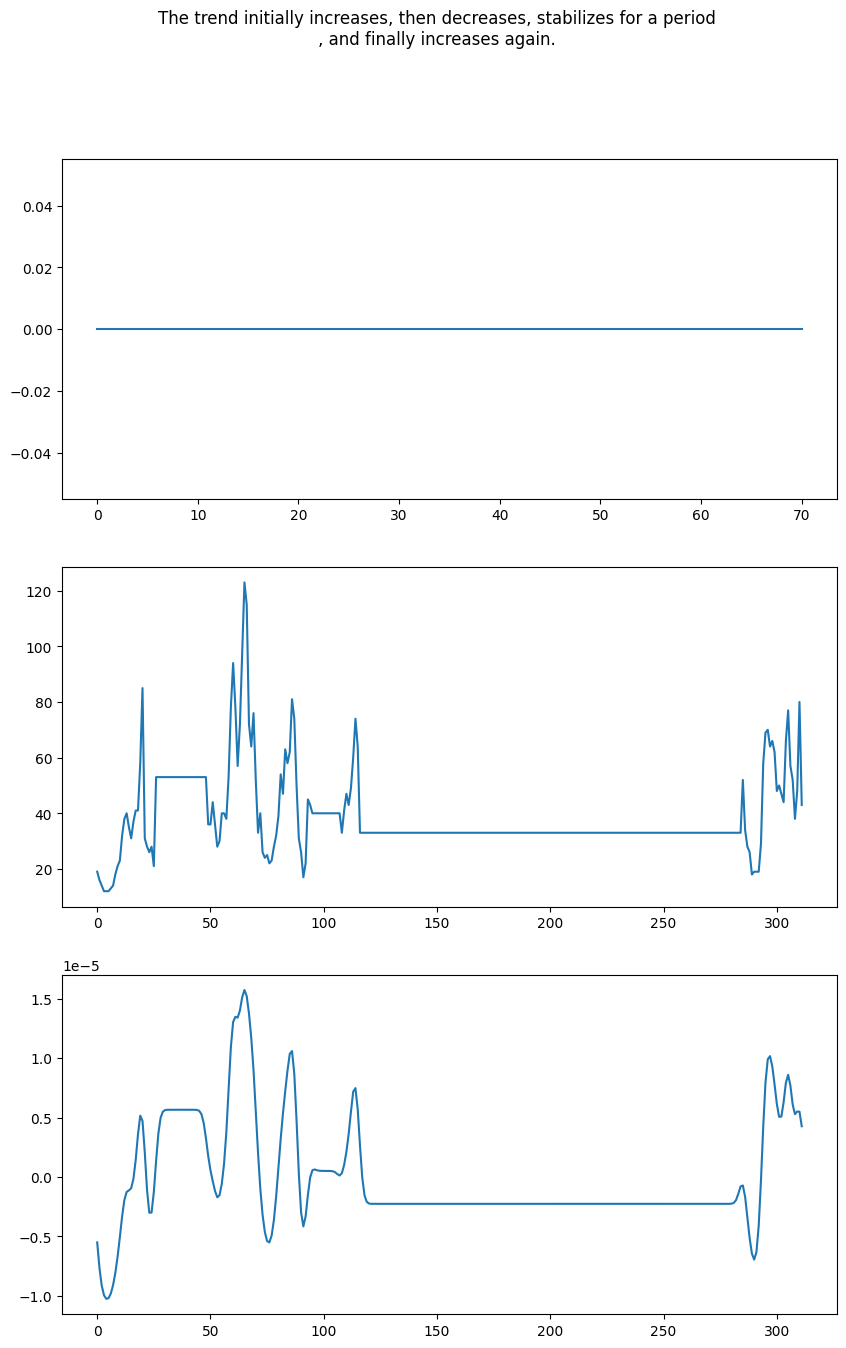 The trend initially increases, then decreases, stabilizes for a period
, and finally increases again.
0.04
0.02
0.00
−0.02
−0.04
0 10 20 30 40 50 60 70
120
100
80
60
40
20
0 50 100 150 200 250 300
1e−5
1.5
1.0
0.5
0.0
−0.5
−1.0
0 50 100 150 200 250 300